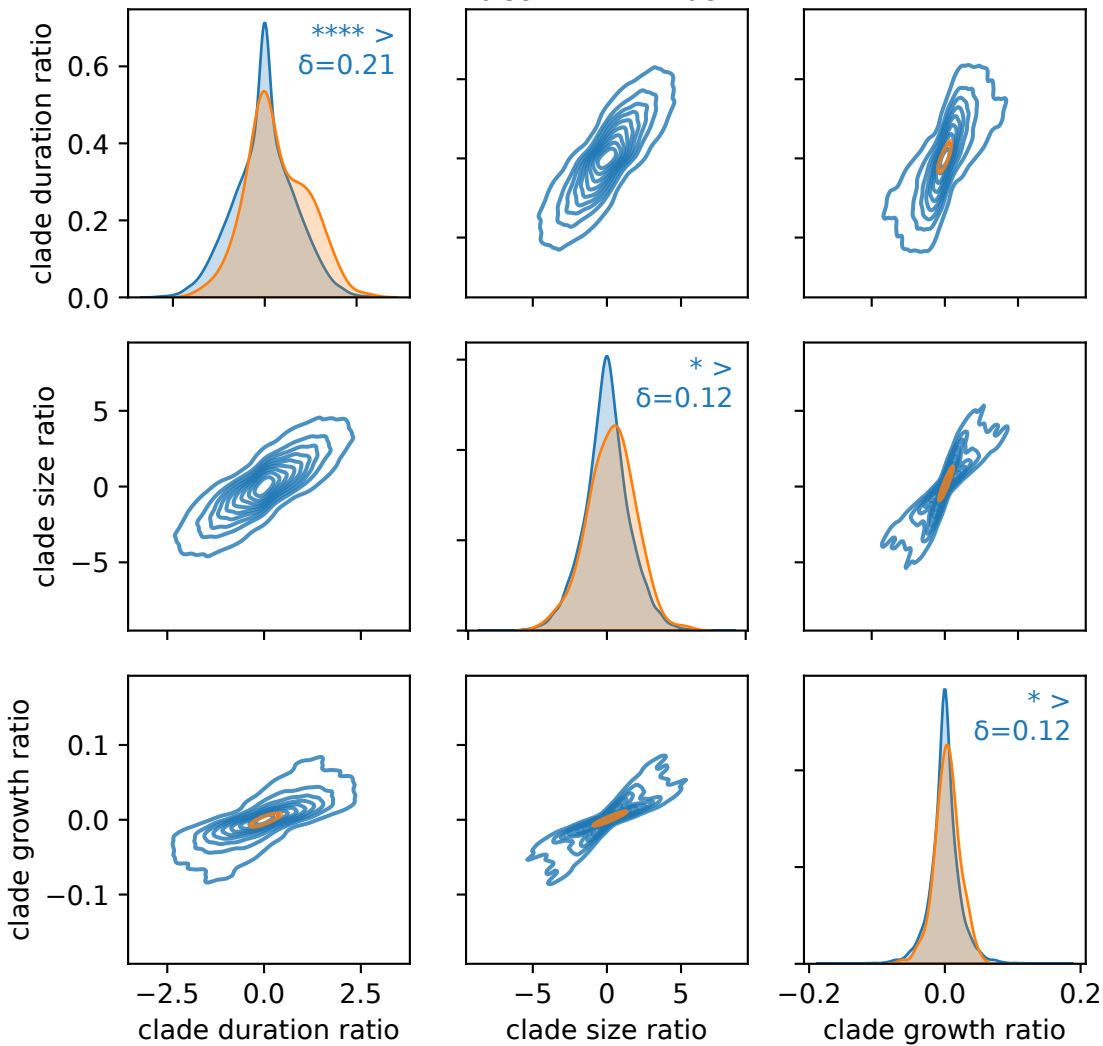 clade duration ratio
0.6
0.4
0.2
0.0
**** >
δ=0.21
clade size ratio
5
0
−5
* >
δ=0.12
clade growth ratio
0.1
0.0
−0.1
* >
δ=0.12
−2.5 0.0 2.5
−5 0 5
−0.2 0.0 0.2
clade duration ratio
clade size ratio
clade growth ratio